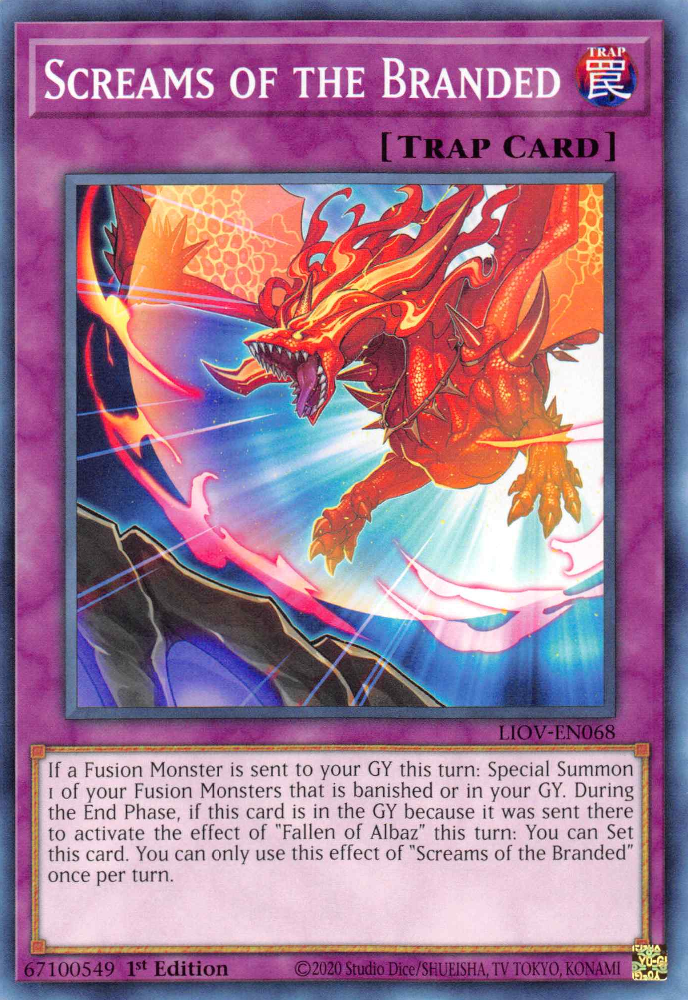 SCREAMS OF THE BRANDED
TRAP
罠
[TRAP CARD]
LIOV-EN068
If a Fusion Monster is sent to your GY this turn: Special Summon
1 of your Fusion Monsters that is banished or in your GY. During
the End Phase, if this card is in the GY because it was sent there
to activate the effect of "Fallen of Albaz" this turn: You can Set
this card. You can only use this effect of "Screams of the Branded"
once per turn.
67100549 1st Edition ©2020 Studio Dice/SHUEISHA, TV TOKYO, KONAMI